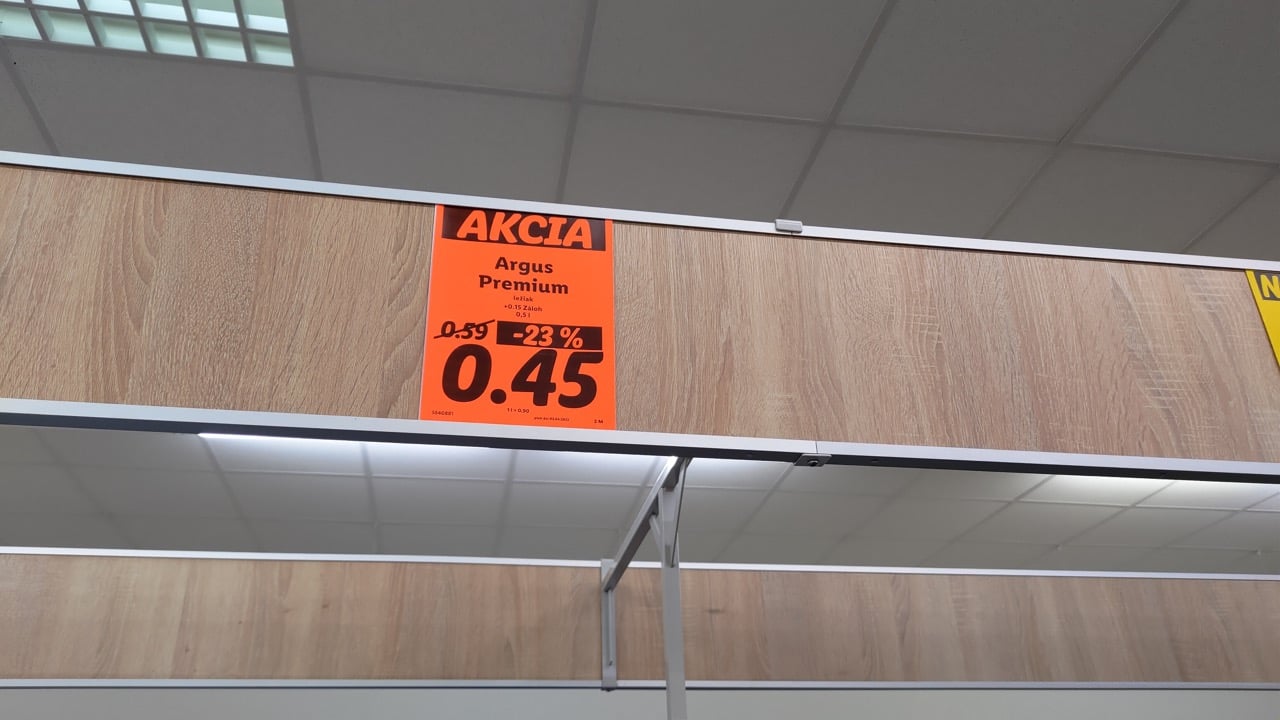 AKCIA
Argus
Premium
ležiak
+0.15 Záloh
0,5 l
0.59 -23 %
0.45
1 l = 0.90
N